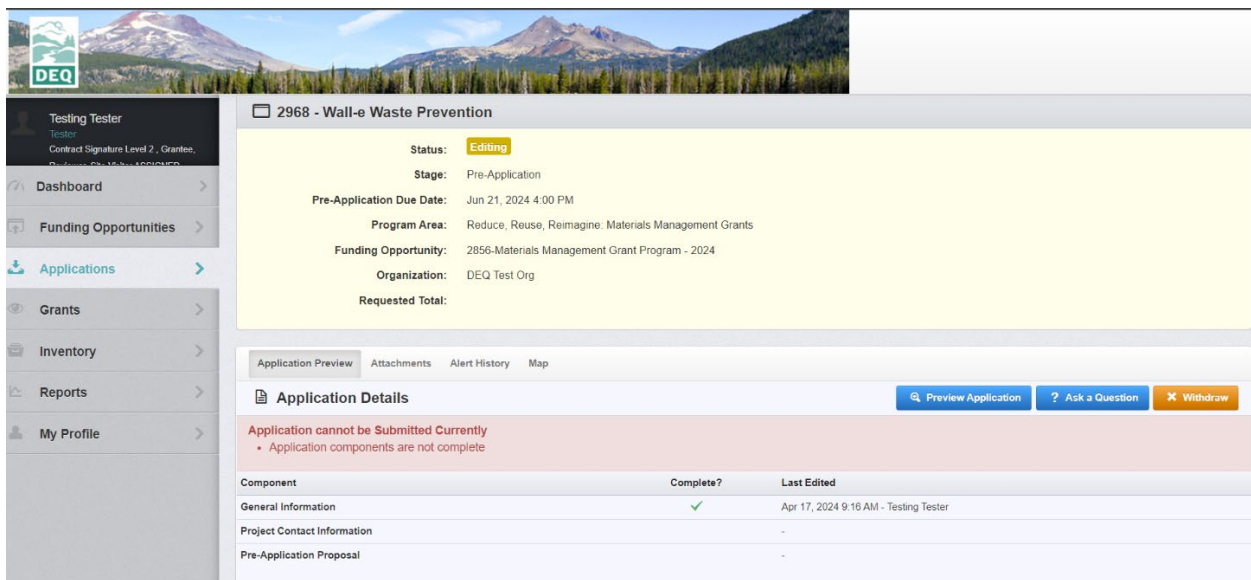 DEQ
Testing Tester
Tester
Contract Signature Level 2 , Grantee,
Reviewer, Site Visitor ASSIGNER
Dashboard
Funding Opportunities
Applications
Grants
Inventory
Reports
My Profile
2968 - Wall-e Waste Prevention
Status: Editing
Stage: Pre-Application
Pre-Application Due Date: Jun 21, 2024 4:00 PM
Program Area: Reduce, Reuse, Reimagine: Materials Management Grants
Funding Opportunity: 2856-Materials Management Grant Program - 2024
Organization: DEQ Test Org
Requested Total:
Application Preview Attachments Alert History Map
Application Details Preview Application ? Ask a Question Withdraw
Application cannot be Submitted Currently
• Application components are not complete
Component Complete? Last Edited
General Information Apr 17, 2024 9:16 AM - Testing Tester
Project Contact Information -
Pre-Application Proposal -